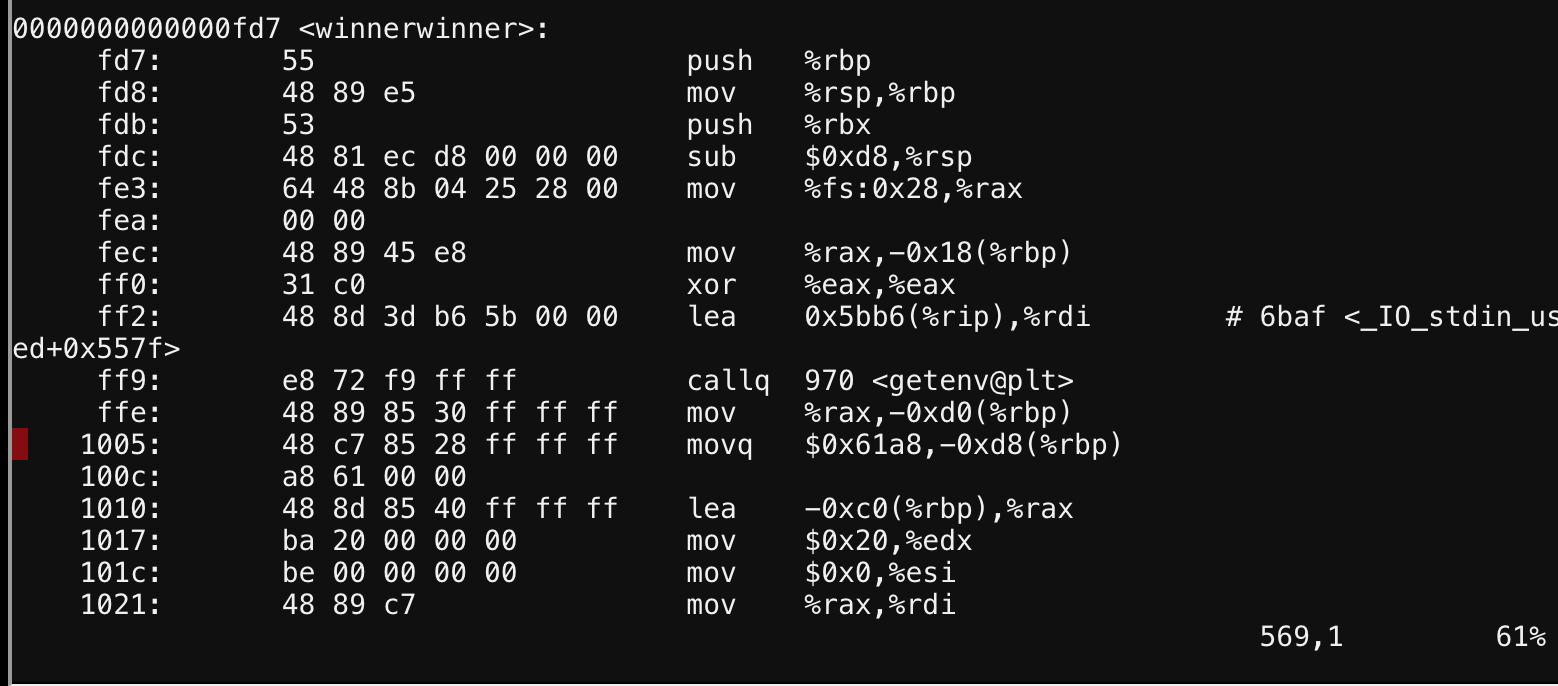 0000000000000fd7 <winnerwinner>:
fd7: 55 push %rbp
fd8: 48 89 e5 mov %rsp,%rbp
fdb: 53 push %rbx
fdc: 48 81 ec d8 00 00 00 sub $0xd8,%rsp
fe3: 64 48 8b 04 25 28 00 mov %fs:0x28,%rax
fea: 00 00
fec: 48 89 45 e8 mov %rax,-0x18(%rbp)
ff0: 31 c0 xor %eax,%eax
ff2: 48 8d 3d b6 5b 00 00 lea 0x5bb6(%rip),%rdi # 6baf <_IO_stdin_us
ed+0x557f>
ff9: e8 72 f9 ff ff callq 970 <getenv@plt>
ffe: 48 89 85 30 ff ff ff mov %rax,-0xd0(%rbp)
1005: 48 c7 85 28 ff ff ff movq $0x61a8,-0xd8(%rbp)
100c: a8 61 00 00
1010: 48 8d 85 40 ff ff ff lea -0xc0(%rbp),%rax
1017: ba 20 00 00 00 mov $0x20,%edx
101c: be 00 00 00 00 mov $0x0,%esi
1021: 48 89 c7 mov %rax,%rdi
569,1 61%